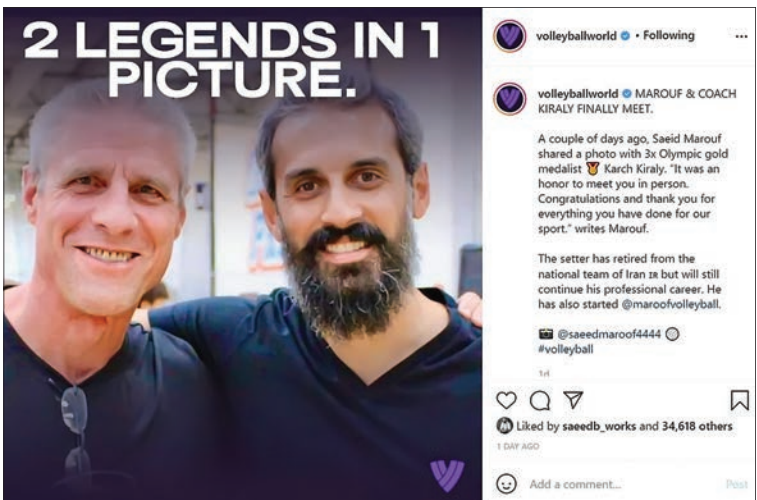 2 LEGENDS IN 1
PICTURE.
volleyballworld • Following
volleyballworld MAROUF & COACH
KIRALY FINALLY MEET.
A couple of days ago, Saeid Marouf
shared a photo with 3x Olympic gold
medalist 🏅 Karch Kiraly. "It was an
honor to meet you in person.
Congratulations and thank you for
everything you have done for our
sport." writes Marouf.
The setter has retired from the
national team of Iran IR but will still
continue his professional career. He
has also started @maroofvolleyball.
📸 @saeedmaroof4444 🏐
#volleyball
Liked by saeedb_works and 34,618 others
1 DAY AGO
Add a comment... Post